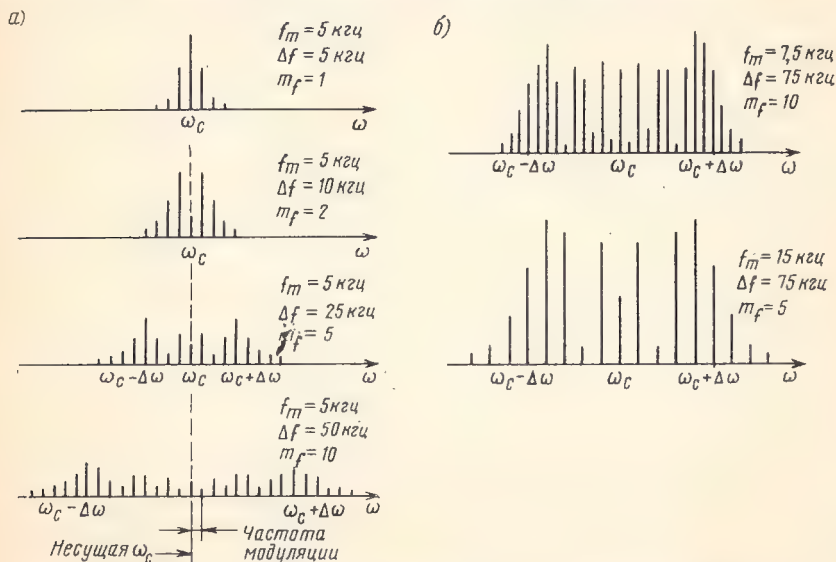 а)
f_m = 5 кгц
Δf = 5 кгц
m_f = 1
ω_c
ω
f_m = 5 кгц
Δf = 10 кгц
m_f = 2
ω_c
ω
f_m = 5 кгц
Δf = 25 кгц
m_f = 5
ω_c – Δω
ω_c
ω_c + Δω
ω
f_m = 5 кгц
Δf = 50 кгц
m_f = 10
ω_c – Δω
ω_c + Δω
ω
Частота
модуляции
Несущая ω_c
б)
f_m = 7,5 кгц
Δf = 75 кгц
m_f = 10
ω_c – Δω
ω_c
ω_c + Δω
ω
f_m = 15 кгц
Δf = 75 кгц
m_f = 5
ω_c – Δω
ω_c
ω_c + Δω
ω